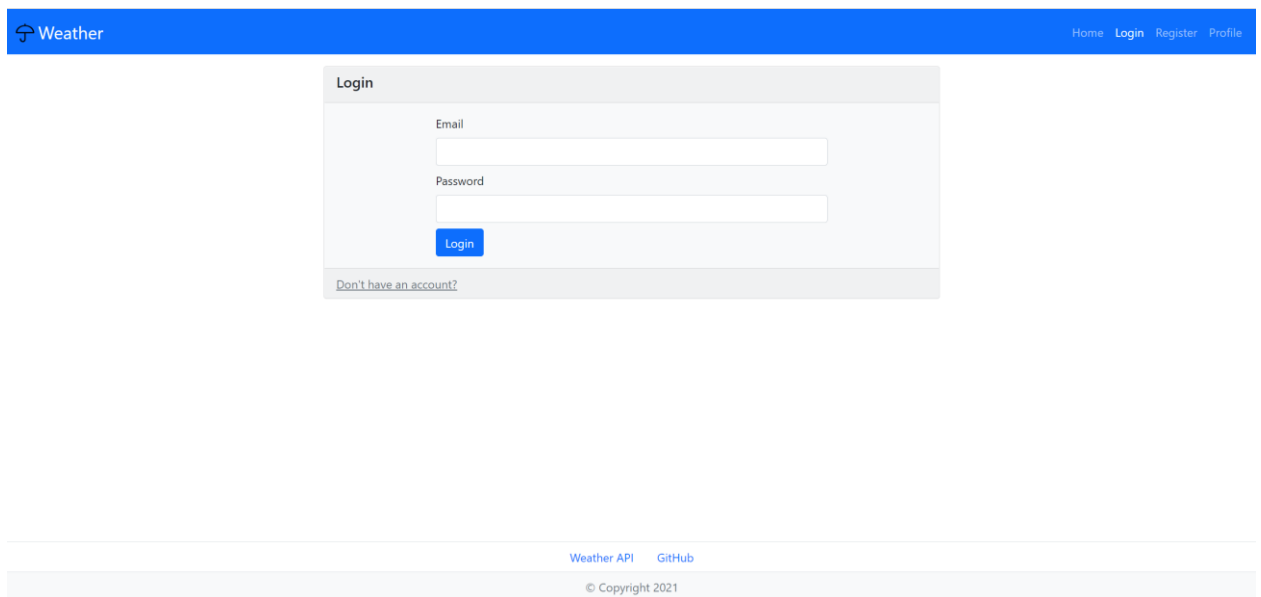 Weather
Home Login Register Profile
Login
Email
Password
Login
Don't have an account?
Weather API GitHub
© Copyright 2021